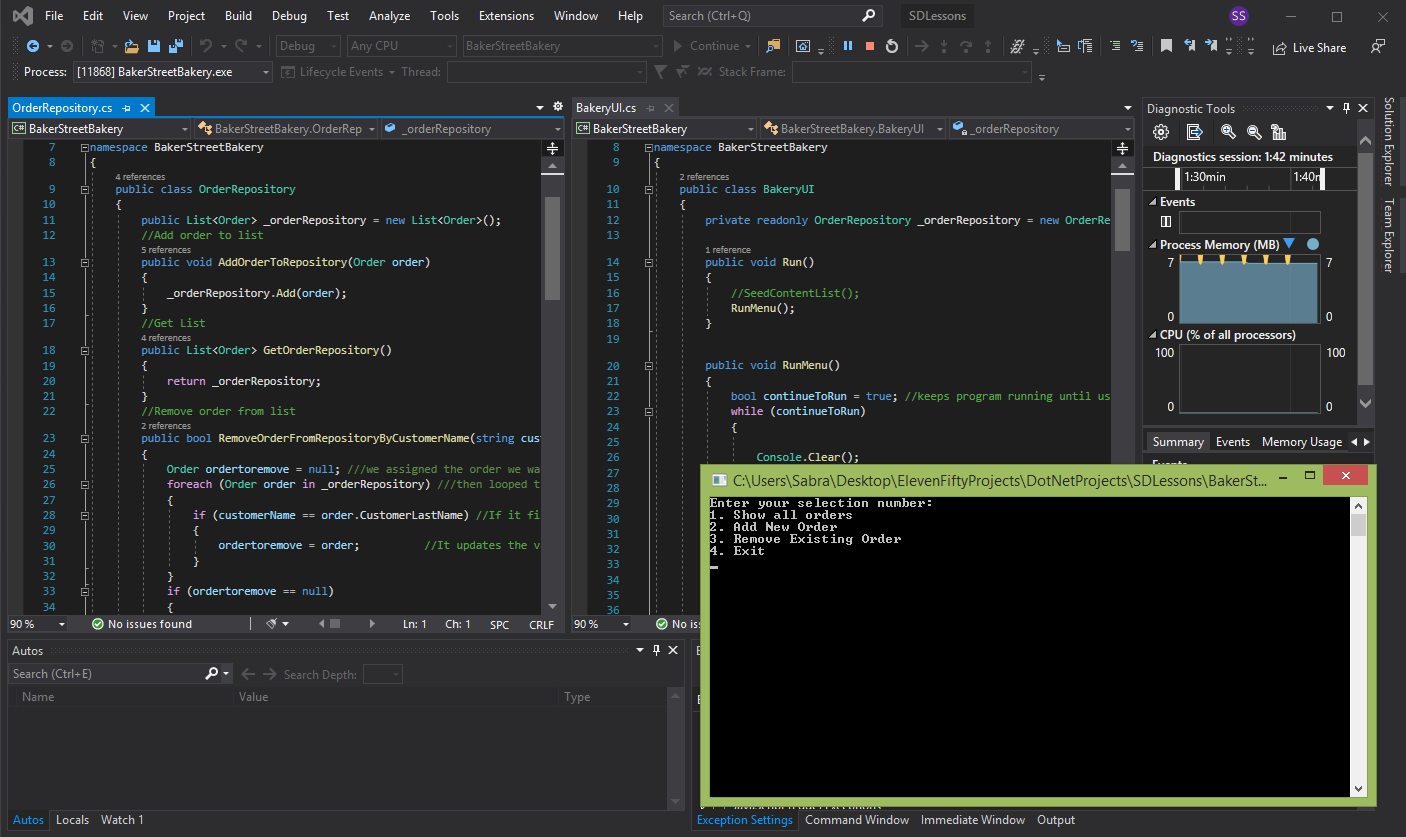 File Edit View Project Build Debug Test Analyze Tools Extensions Window Help Search (Ctrl+Q) SDLessons SS
Debug Any CPU BakerStreetBakery Continue Live Share
Process: [11868] BakerStreetBakery.exe Lifecycle Events Thread: Stack Frame:
OrderRepository.cs
BakerStreetBakery BakerStreetBakery.OrderRep _orderRepository
7 namespace BakerStreetBakery
8 {
4 references
9 public class OrderRepository
10 {
11 public List<Order> _orderRepository = new List<Order>();
12 //Add order to list
5 references
13 public void AddOrderToRepository(Order order)
14 {
15 _orderRepository.Add(order);
16 }
17 //Get List
4 references
18 public List<Order> GetOrderRepository()
19 {
20 return _orderRepository;
21 }
22 //Remove order from list
2 references
23 public bool RemoveOrderFromRepositoryByCustomerName(string cus
24 {
25 Order ordertoremove = null; ///we assigned the order we wa
26 foreach (Order order in _orderRepository) ///then looped t
27 {
28 if (customerName == order.CustomerLastName) //If it fi
29 {
30 ordertoremove = order; //It updates the v
31 }
32 }
33 if (ordertoremove == null)
34 {
90 % No issues found Ln: 1 Ch: 1 SPC CRLF
BakeryUI.cs
BakerStreetBakery BakerStreetBakery.BakeryUI _orderRepository
8 namespace BakerStreetBakery
9 {
2 references
10 public class BakeryUI
11 {
12 private readonly OrderRepository _orderRepository = new OrderRe
13
1 reference
14 public void Run()
15 {
16 //SeedContentList();
17 RunMenu();
18 }
19
20 public void RunMenu()
21 {
22 bool continueToRun = true; //keeps program running until us
23 while (continueToRun)
24 {
25
26 Console.Clear();
27
28
29
30
31
32
33
34
35
36
90 % No iss
Diagnostic Tools
Diagnostics session: 1:42 minutes
1:30min 1:40m
Events
Process Memory (MB)
7 7
0 0
CPU (% of all processors)
100 100
0 0
Summary Events Memory Usage
Events
Solution Explorer
Team Explorer
C:\Users\Sabra\Desktop\ElevenFiftyProjects\DotNetProjects\SDLessons\BakerSt...
Enter your selection number:
1. Show all orders
2. Add New Order
3. Remove Existing Order
4. Exit
Autos
Search (Ctrl+E) Search Depth:
Name Value Type
Autos Locals Watch 1
Exception Settings Command Window Immediate Window Output